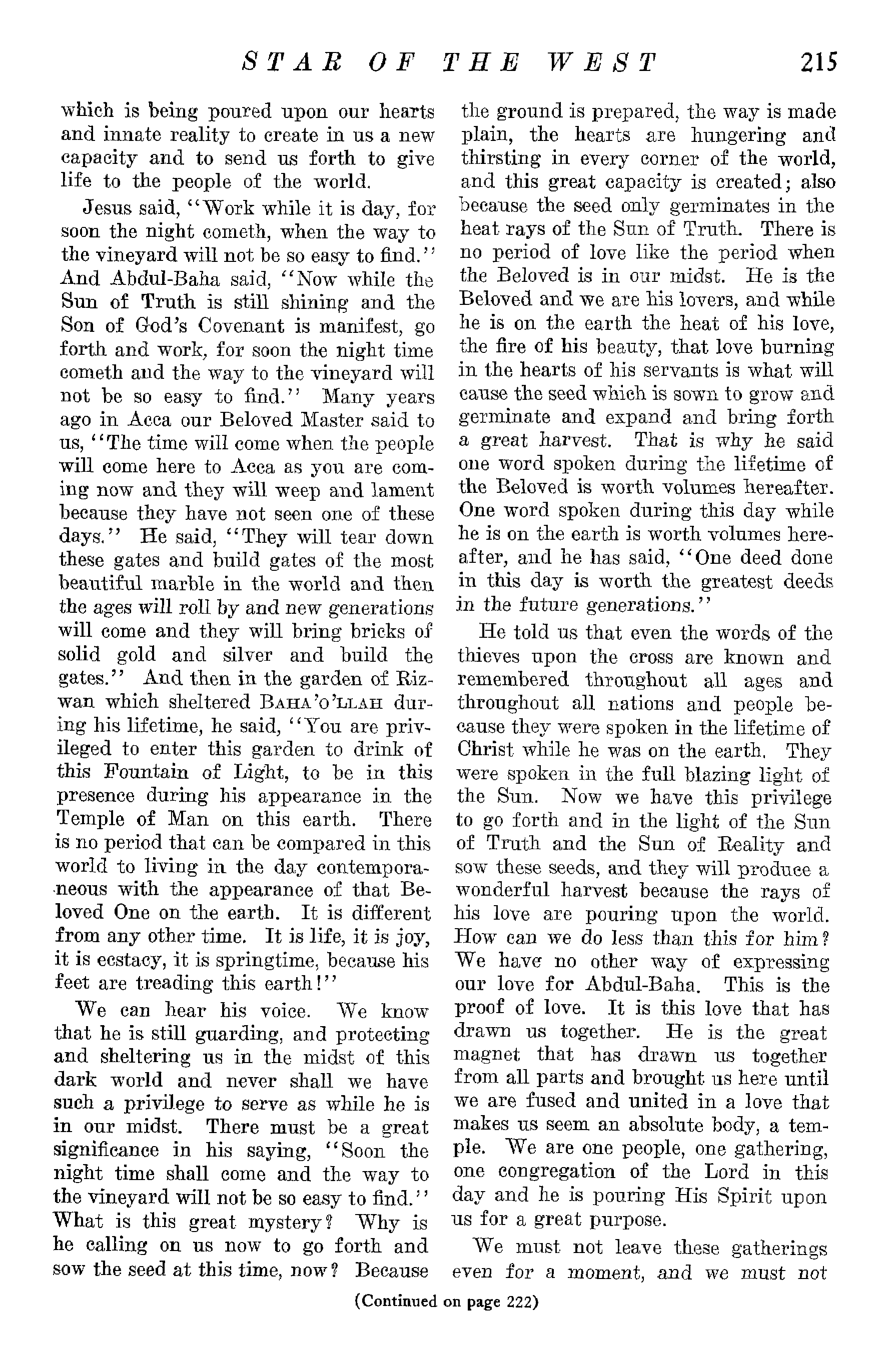 STAR OF THE WEST 215
which is being poured upon our hearts
and innate reality to create in us a new
capacity and to send us forth to give
life to the people of the world.
Jesus said, "Work while it is day, for
soon the night cometh, when the way to
the vineyard will not be so easy to find."
And Abdul-Baha said, "Now while the
Sun of Truth is still shining and the
Son of God's Covenant is manifest, go
forth and work, for soon the night time
cometh and the way to the vineyard will
not be so easy to find." Many years
ago in Acca our Beloved Master said to
us, "The time will come when the people
will come here to Acca as you are com-
ing now and they will weep and lament
because they have not seen one of these
days." He said, "They will tear down
these gates and build gates of the most
beautiful marble in the world and then
the ages will roll by and new generations
will come and they will bring bricks of
solid gold and silver and build the
gates." And then in the garden of Riz-
wan which sheltered BAHA'O'LLAH dur-
ing his lifetime, he said, "You are priv-
ileged to enter this garden to drink of
this Fountain of Light, to be in this
presence during his appearance in the
Temple of Man on this earth. There
is no period that can be compared in this
world to living in the day contempora-
neous with the appearance of that Be-
loved One on the earth. It is different
from any other time. It is life, it is joy,
it is ecstacy, it is springtime, because his
feet are treading this earth!"
We can hear his voice. We know
that he is still guarding, and protecting
and sheltering us in the midst of this
dark world and never shall we have
such a privilege to serve as while he is
in our midst. There must be a great
significance in his saying, "Soon the
night time shall come and the way to
the vineyard will not be so easy to find."
What is this great mystery? Why is
he calling on us now to go forth and
sow the seed at this time, now? Because
the ground is prepared, the way is made
plain, the hearts are hungering and
thirsting in every corner of the world,
and this great capacity is created; also
because the seed only germinates in the
heat rays of the Sun of Truth. There is
no period of love like the period when
the Beloved is in our midst. He is the
Beloved and we are his lovers, and while
he is on the earth the heat of his love,
the fire of his beauty, that love burning
in the hearts of his servants is what will
cause the seed which is sown to grow and
germinate and expand and bring forth
a great harvest. That is why he said
one word spoken during the lifetime of
the Beloved is worth volumes hereafter.
One word spoken during this day while
he is on the earth is worth volumes here-
after, and he has said, "One deed done
in this day is worth the greatest deeds
in the future generations."
He told us that even the words of the
thieves upon the cross are known and
remembered throughout all ages and
throughout all nations and people be-
cause they were spoken in the lifetime of
Christ while he was on the earth. They
were spoken in the full blazing light of
the Sun. Now we have this privilege
to go forth and in the light of the Sun
of Truth and the Sun of Reality and
sow these seeds, and they will produce a
wonderful harvest because the rays of
his love are pouring upon the world.
How can we do less than this for him?
We have no other way of expressing
our love for Abdul-Baha. This is the
proof of love. It is this love that has
drawn us together. He is the great
magnet that has drawn us together
from all parts and brought us here until
we are fused and united in a love that
makes us seem an absolute body, a tem-
ple. We are one people, one gathering,
one congregation of the Lord in this
day and he is pouring His Spirit upon
us for a great purpose.
We must not leave these gatherings
even for a moment, and we must not
(Continued on page 222)